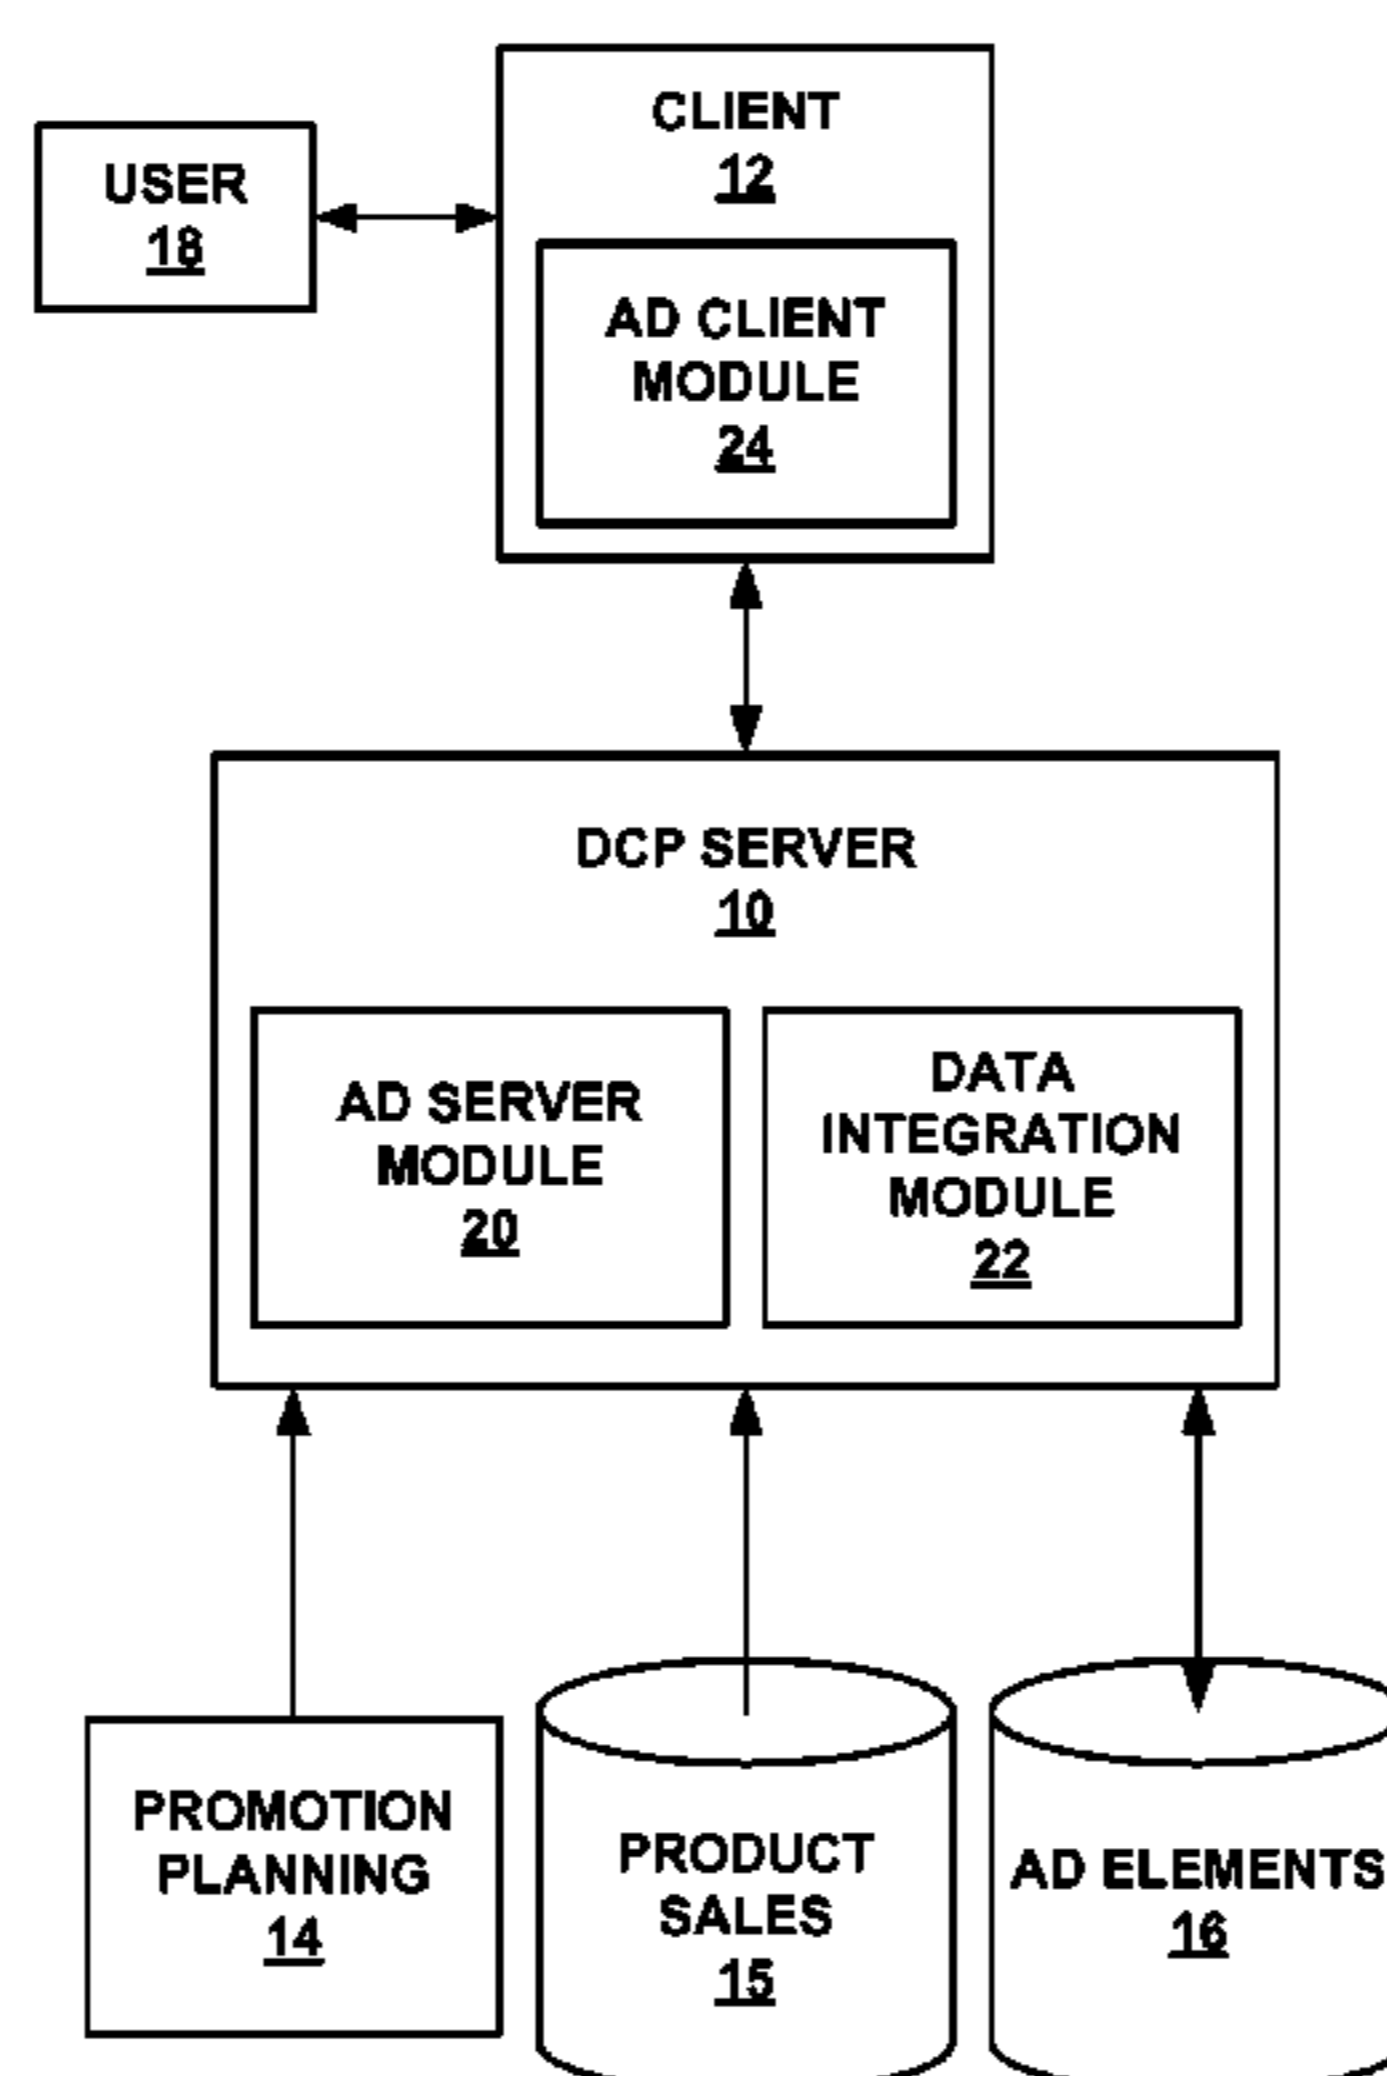 CLIENT
12
USER
18
AD CLIENT
MODULE
24
DCP SERVER
10
AD SERVER
MODULE
20
DATA
INTEGRATION
MODULE
22
PROMOTION
PLANNING
14
PRODUCT
SALES
15
AD ELEMENTS
16